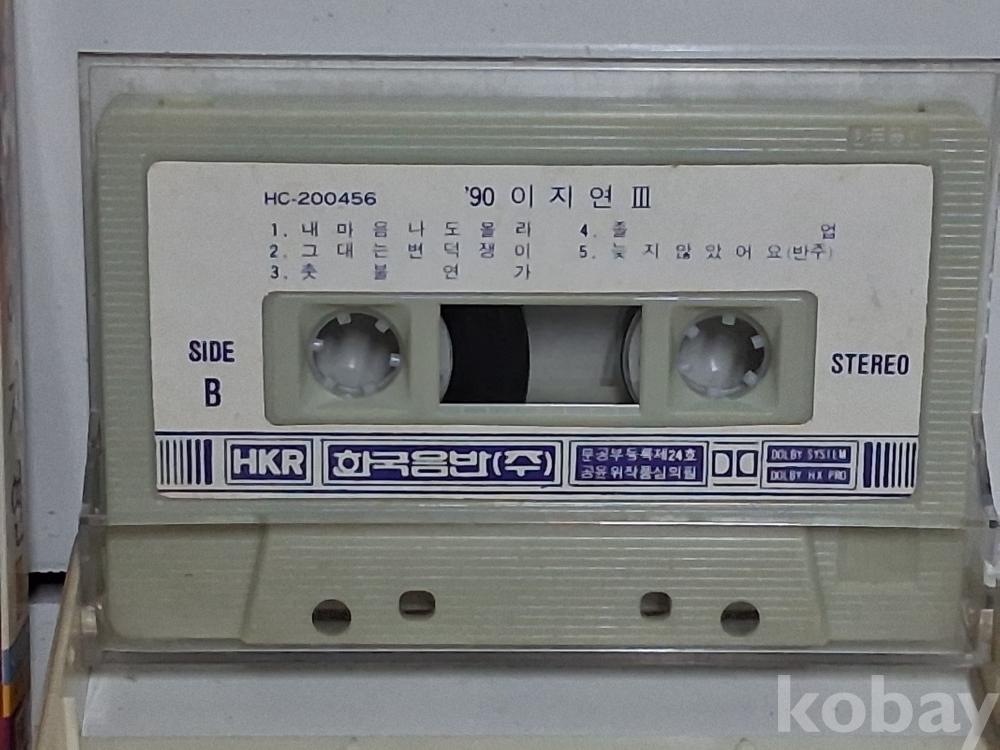 HC-200456 '90 이지연 Ⅲ
1. 내마음나도몰라 4. 졸업
2. 그대는변덕쟁이 5. 늦지않았어요(반주)
3. 촛불연가
SIDE
B
STEREO
HKR 한국음반(주)
문공부등록제24호
공윤위작품심의필
DOLBY SYSTEM
DOLBY HX PRO
kobay